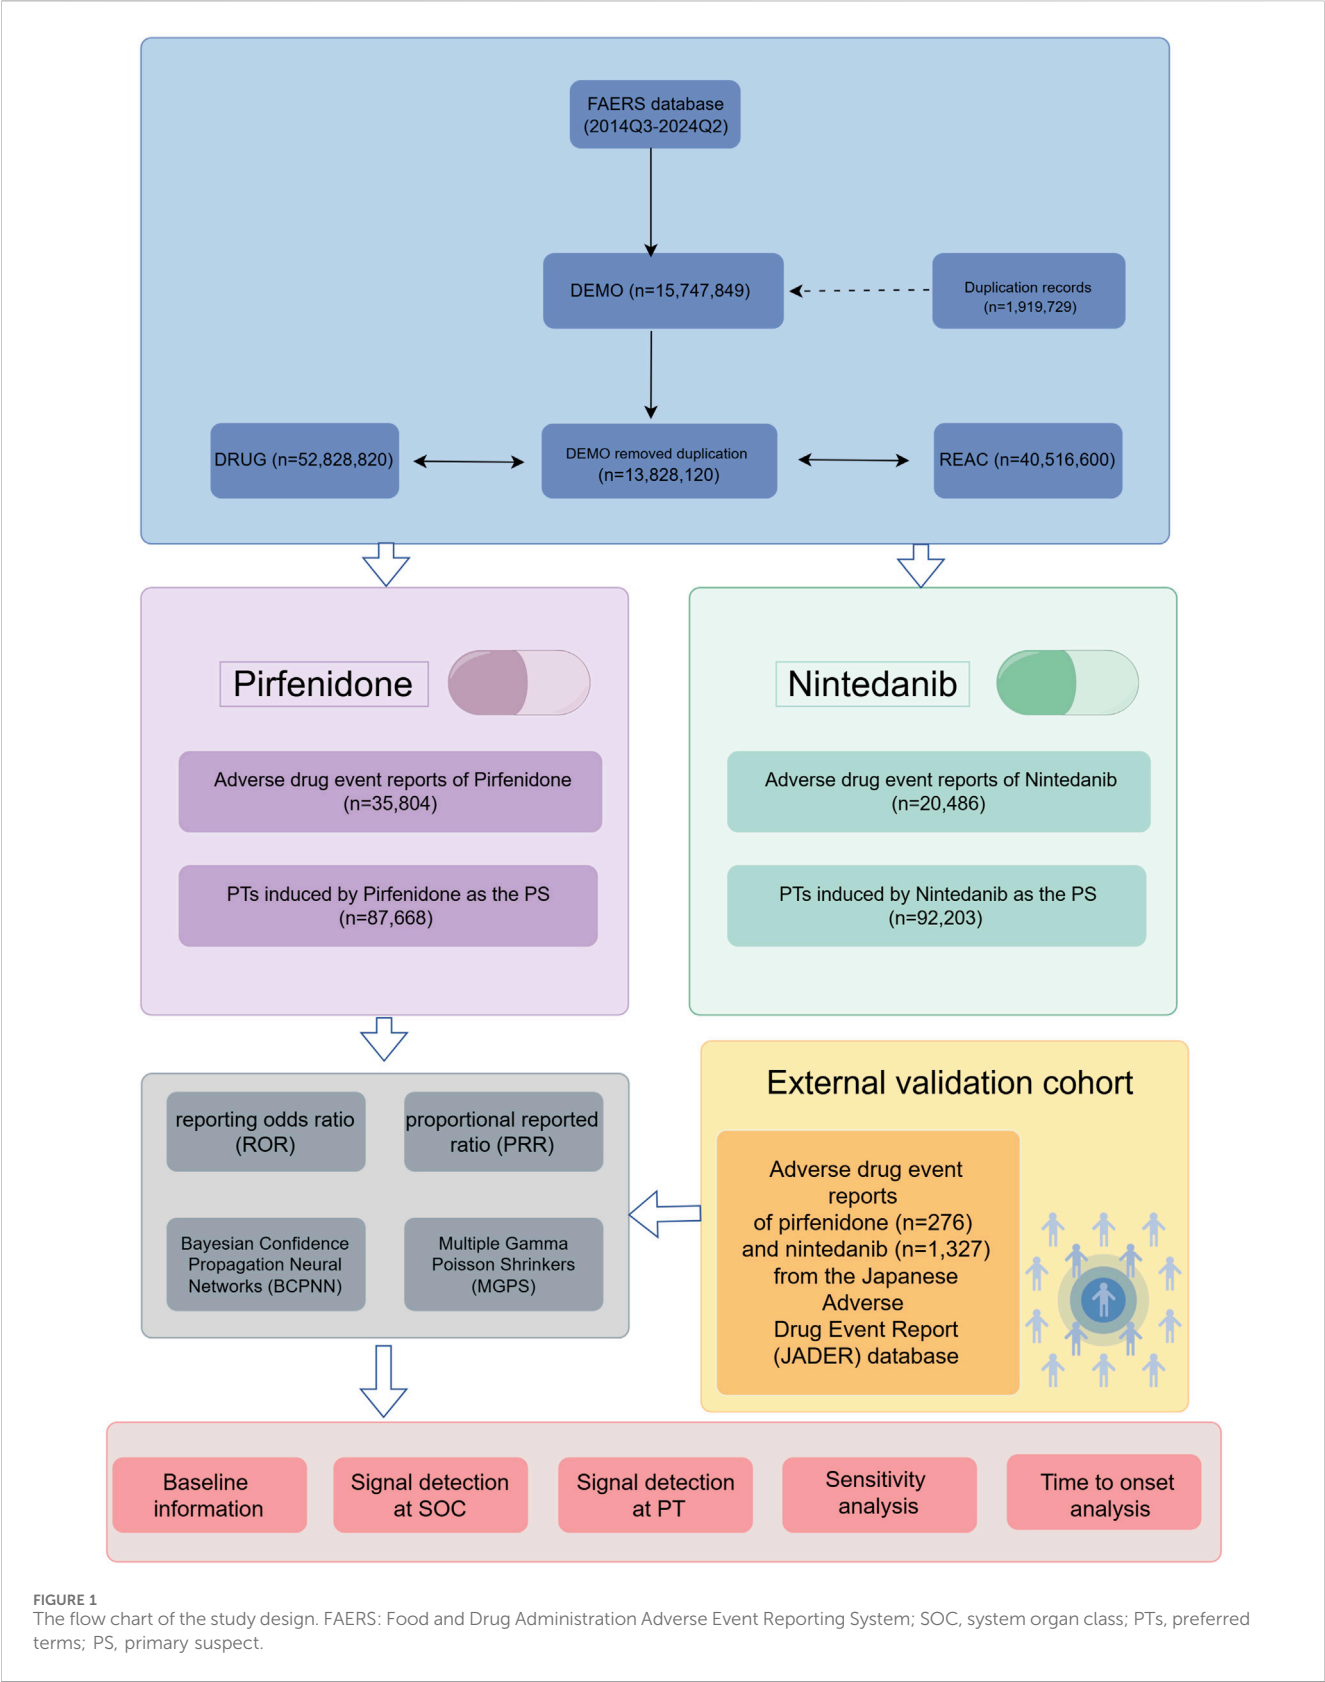 FAERS database
(2014Q3-2024Q2)
DEMO (n=15,747,849)
Duplication records
(n=1,919,729)
DRUG (n=52,828,820)
DEMO removed duplication
(n=13,828,120)
REAC (n=40,516,600)
Pirfenidone
Adverse drug event reports of Pirfenidone
(n=35,804)
PTs induced by Pirfenidone as the PS
(n=87,668)
Nintedanib
Adverse drug event reports of Nintedanib
(n=20,486)
PTs induced by Nintedanib as the PS
(n=92,203)
reporting odds ratio
(ROR)
proportional reported
ratio (PRR)
Bayesian Confidence
Propagation Neural
Networks (BCPNN)
Multiple Gamma
Poisson Shrinkers
(MGPS)
External validation cohort
Adverse drug event
reports
of pirfenidone (n=276)
and nintedanib (n=1,327)
from the Japanese
Adverse
Drug Event Report
(JADER) database
Baseline
information
Signal detection
at SOC
Signal detection
at PT
Sensitivity
analysis
Time to onset
analysis
FIGURE 1
The flow chart of the study design. FAERS: Food and Drug Administration Adverse Event Reporting System; SOC, system organ class; PTs, preferred
terms; PS, primary suspect.